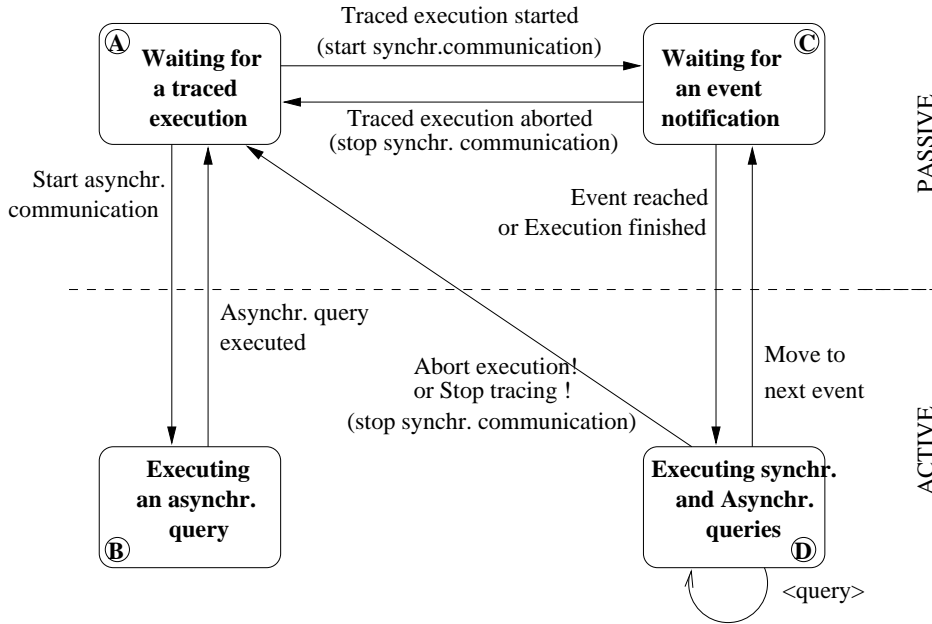 Traced execution started
(start synchr.communication)
A
C
Waiting for
a traced
execution
Waiting for
an event
notification
Traced execution aborted
(stop synchr. communication)
PASSIVE
Start asynchr.
communication
Event reached
or Execution finished
Asynchr. query
executed
Abort execution!
or Stop tracing !
(stop synchr. communication)
Move to
next event
ACTIVE
Executing
an asynchr.
query
B
Executing synchr.
and Asynchr.
queries
D
<query>